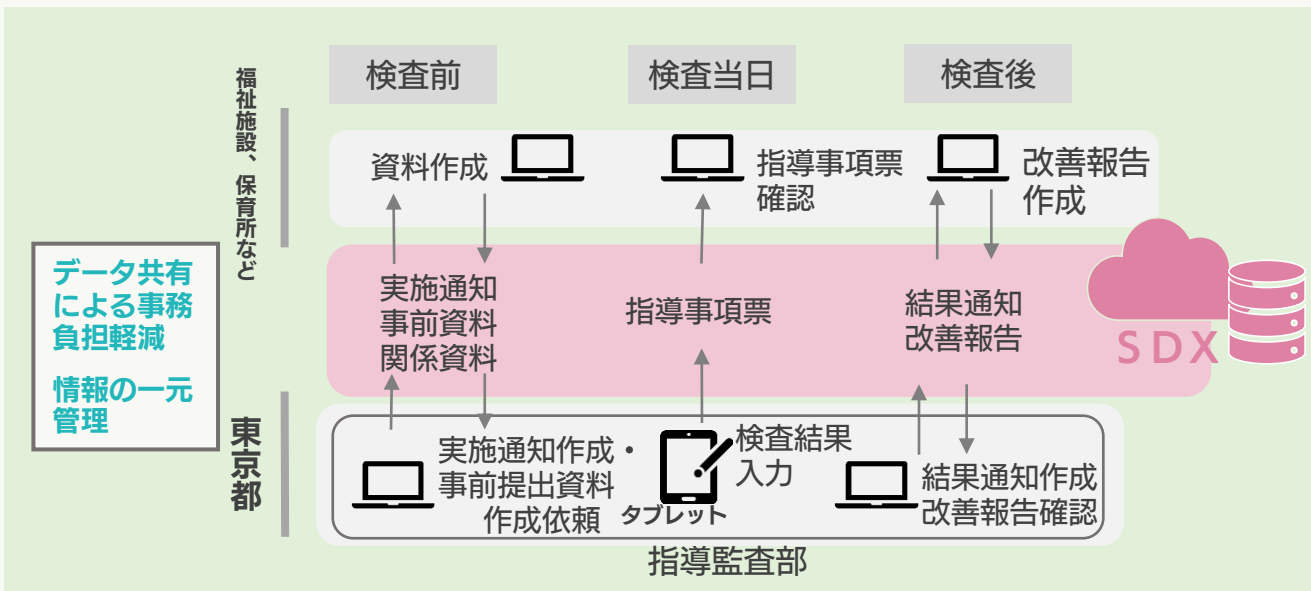 検査前
検査当日
検査後
福祉施設、保育所など
資料作成
指導事項票
確認
改善報告
作成
データ共有
による事務
負担軽減
情報の一元
管理
実施通知
事前資料
関係資料
指導事項票
結果通知
改善報告
SDX
東京都
実施通知作成・
事前提出資料
作成依頼
タブレット
検査結果
入力
結果通知作成
改善報告確認
指導監査部